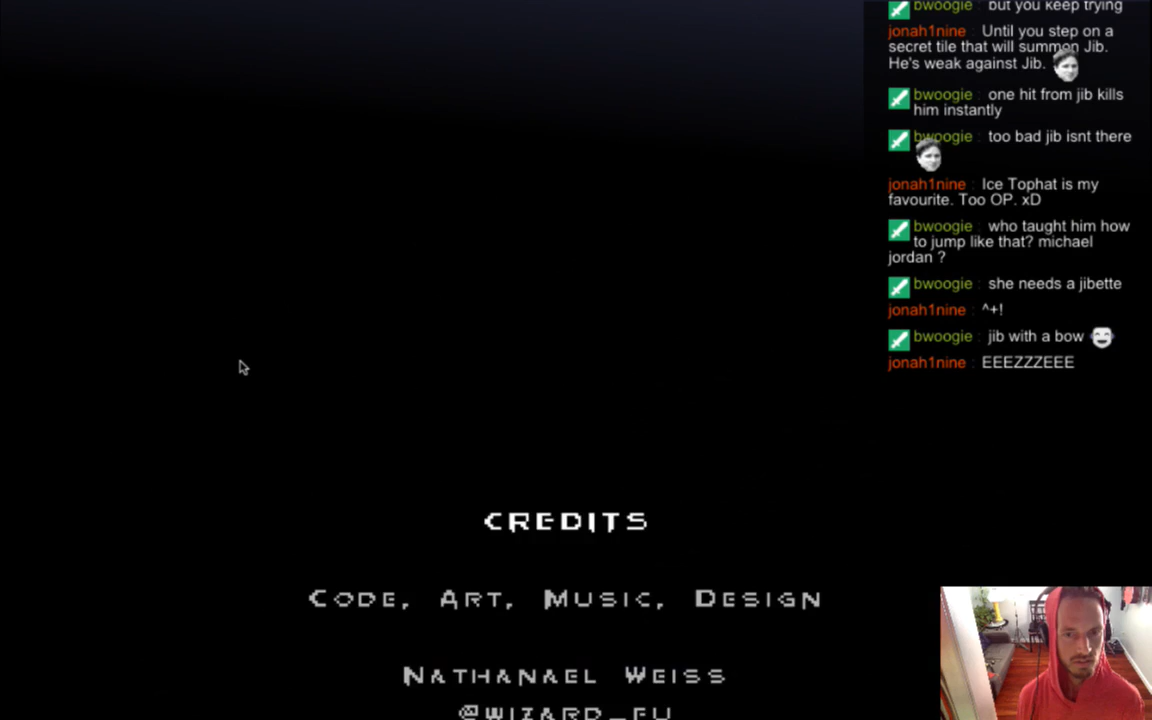 bwoogie : but you keep trying
jonah1nine : Until you step on a
secret tile that will summon Jib.
He's weak against Jib.
bwoogie : one hit from jib kills
him instantly
bwoogie : too bad jib isnt there
jonah1nine : Ice Tophat is my
favourite. Too OP. xD
bwoogie : who taught him how
to jump like that? michael
jordan ?
bwoogie : she needs a jibette
jonah1nine : ^+!
bwoogie : jib with a bow
jonah1nine : EEEZZZEEE
CREDITS
CODE, ART, MUSIC, DESIGN
NATHANAEL WEISS
@WIZARD_FU